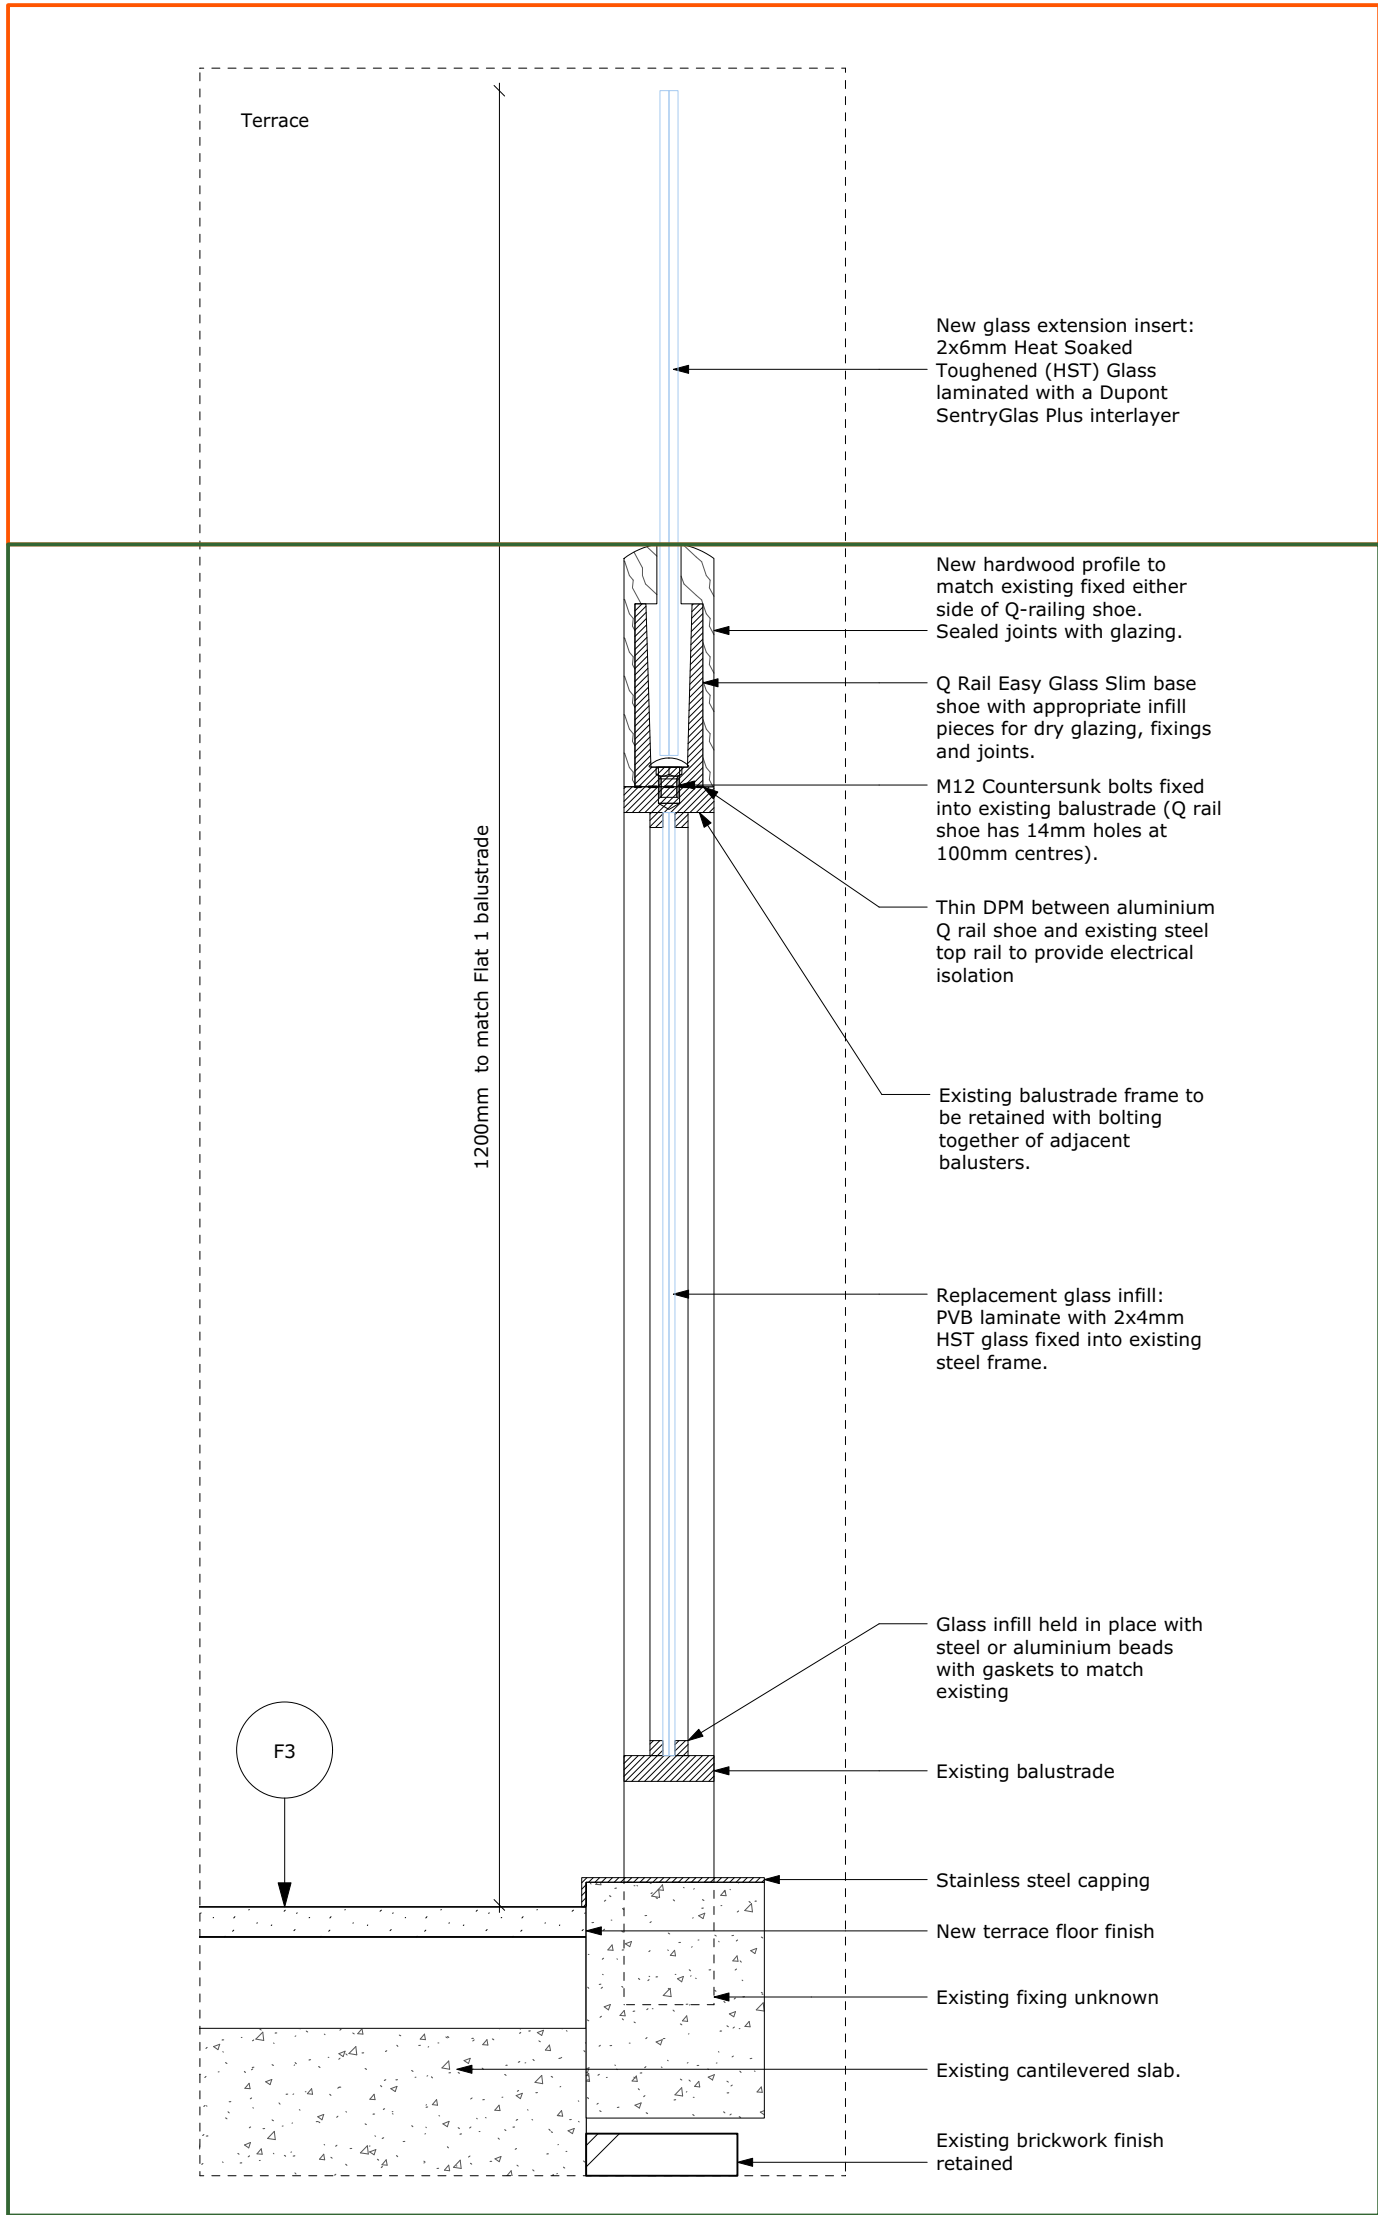 Terrace
New glass extension insert:
2x6mm Heat Soaked
Toughened (HST) Glass
laminated with a Dupont
SentryGlas Plus interlayer
New hardwood profile to
match existing fixed either
side of Q-railing shoe.
Sealed joints with glazing.
Q Rail Easy Glass Slim base
shoe with appropriate infill
pieces for dry glazing, fixings
and joints.
M12 Countersunk bolts fixed
into existing balustrade (Q rail
shoe has 14mm holes at
100mm centres).
1200mm to match Flat 1 balustrade
Thin DPM between aluminium
Q rail shoe and existing steel
top rail to provide electrical
isolation
Existing balustrade frame to
be retained with bolting
together of adjacent
balusters.
Replacement glass infill:
PVB laminate with 2x4mm
HST glass fixed into existing
steel frame.
Glass infill held in place with
steel or aluminium beads
with gaskets to match
existing
F3
Existing balustrade
Stainless steel capping
New terrace floor finish
Existing fixing unknown
Existing cantilevered slab.
Existing brickwork finish
retained